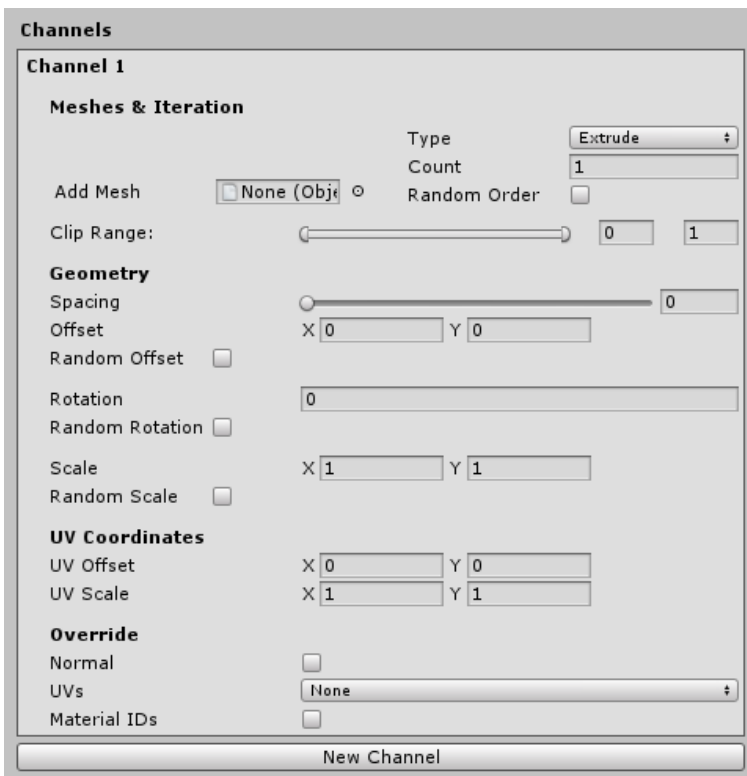 Channels
Channel 1
Meshes & Iteration
Type Extrude
Count 1
Add Mesh None (Obje Random Order
Clip Range: 0 1
Geometry
Spacing 0
Offset X 0 Y 0
Random Offset
Rotation 0
Random Rotation
Scale X 1 Y 1
Random Scale
UV Coordinates
UV Offset X 0 Y 0
UV Scale X 1 Y 1
Override
Normal
UVs None
Material IDs
New Channel